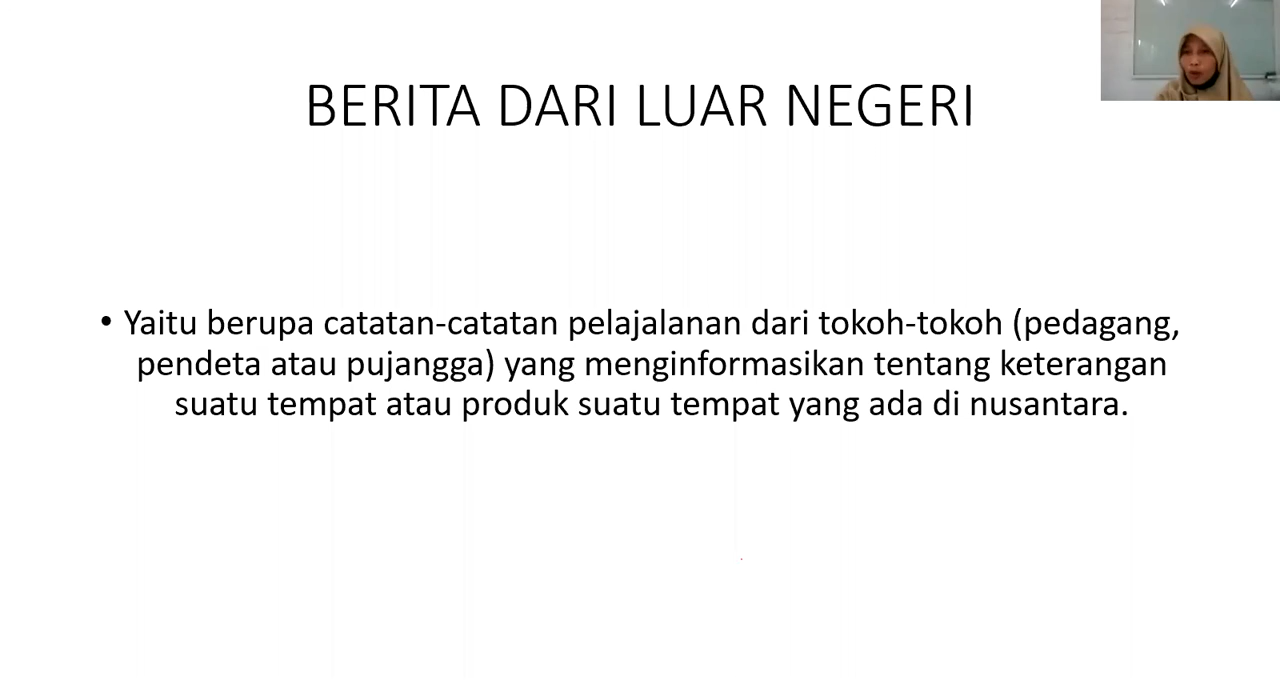 BERITA DARI LUAR NEGERI
• Yaitu berupa catatan-catatan pelajalanan dari tokoh-tokoh (pedagang,
pendeta atau pujangga) yang menginformasikan tentang keterangan
suatu tempat atau produk suatu tempat yang ada di nusantara.